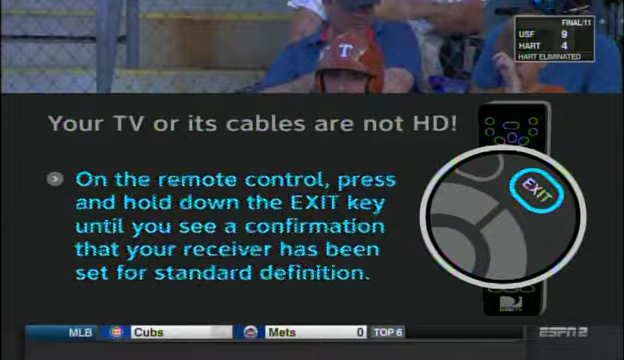 FINAL/11
USF 9
HART 4
HART ELIMINATED
T
Your TV or its cables are not HD!
On the remote control, press
and hold down the EXIT key
until you see a confirmation
that your receiver has been
set for standard definition.
EXIT
MLB Cubs Mets 0 TOP 6 ESPN2